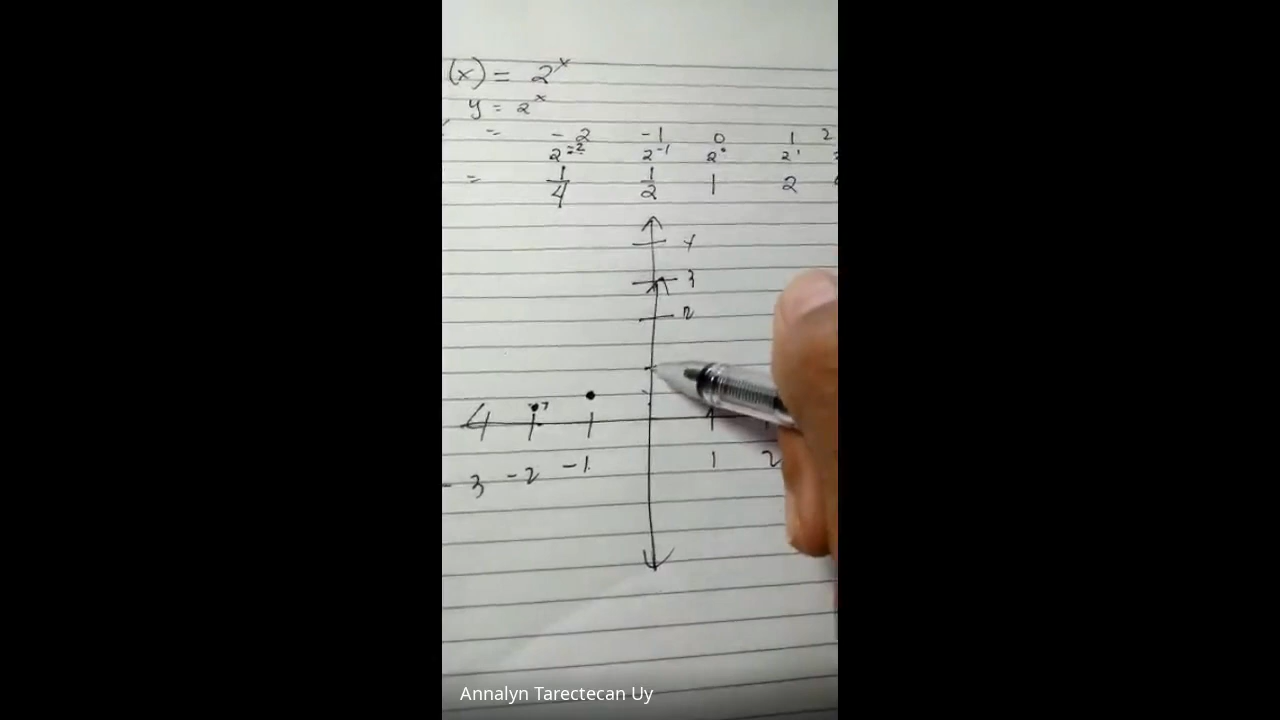 (x) = 2^x
y = 2^x
= -2 -1 0 1 2
2^-2 2^-1 2^0 2^1
= 1/4 1/2 1 2
4
3
2
-3 -2 -1 1 2
Annalyn Tarectecan Uy